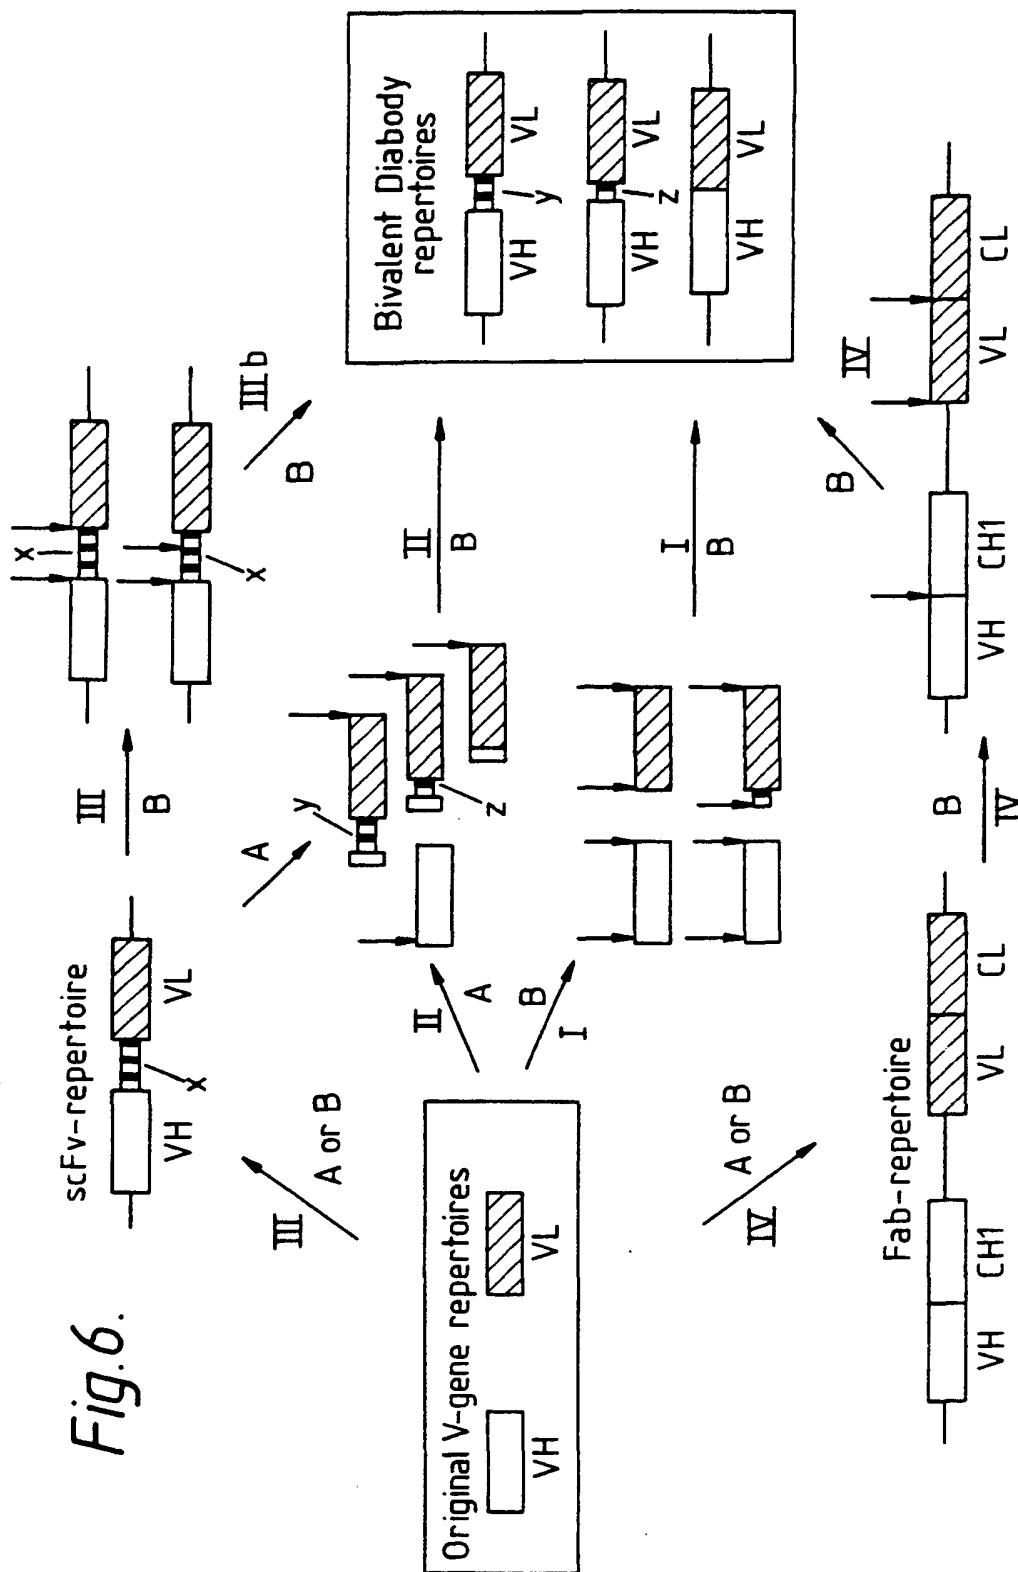 Fig.6.
scFv-repertoire
VH
VL
x
III
A or B
III
B
A
x
x
III b
B
Original V-gene repertoires
VH
VL
II
A
B
I
y
z
II
B
I
B
Bivalent Diabody
repertoires
VH
y
VL
VH
z
VL
VH
VL
IV
A or B
Fab-repertoire
VH
CH1
VL
CL
B
IV
B
IV
VH
CH1
VL
CL